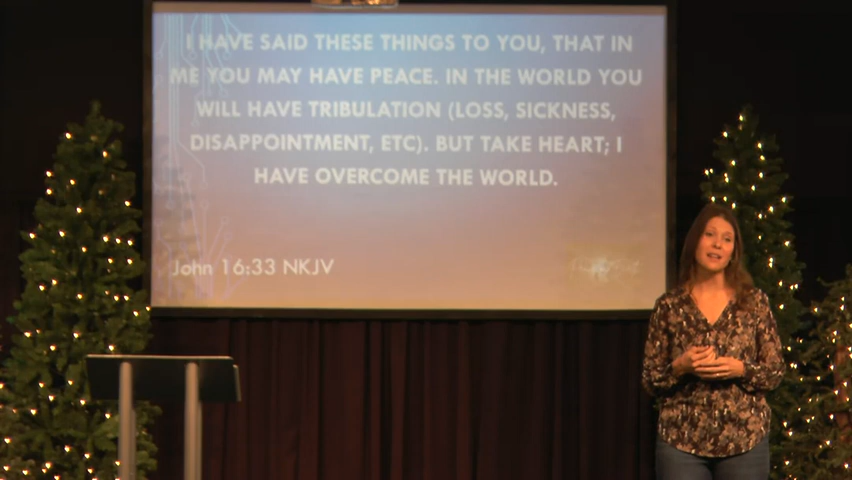 I HAVE SAID THESE THINGS TO YOU, THAT IN
ME YOU MAY HAVE PEACE. IN THE WORLD YOU
WILL HAVE TRIBULATION (LOSS, SICKNESS,
DISAPPOINTMENT, ETC). BUT TAKE HEART; I
HAVE OVERCOME THE WORLD.
John 16:33 NKJV